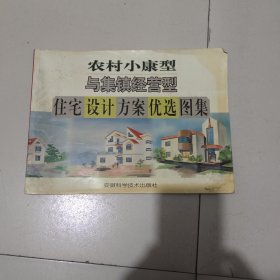 农村小康型
与集镇经营型
住宅设计方案优选图集
安徽科学技术出版社